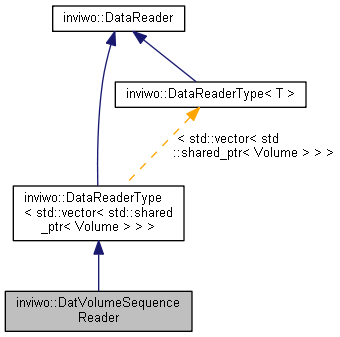 inviwo::DataReader
inviwo::DataReaderType< T >
< std::vector< std
::shared_ptr< Volume > > >
inviwo::DataReaderType
< std::vector< std::shared
_ptr< Volume > > >
inviwo::DatVolumeSequence
Reader